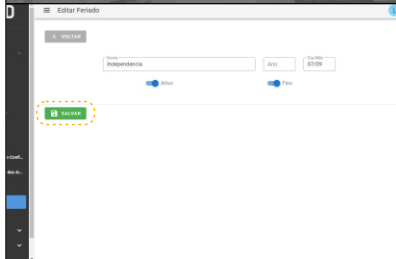 D
Editar Feriado
L
VOLTAR
Nome
Independencia
Ano
Dia/Mês
07/09
Ativo
Fixo
SALVAR